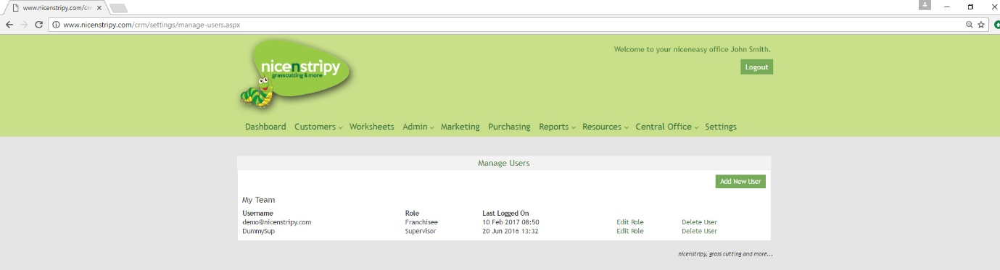 www.nicenstripy.com/crm
www.nicenstripy.com/crm/settings/manage-users.aspx
Welcome to your niceneasy office John Smith.
Logout
nicenstripy
grasscutting & more
Dashboard Customers Worksheets Admin Marketing Purchasing Reports Resources Central Office Settings
Manage Users
Add New User
My Team
Username Role Last Logged On
demo@nicenstripy.com Franchisee 10 Feb 2017 08:50 Edit Role Delete User
DummySup Supervisor 20 Jun 2016 13:32 Edit Role Delete User
nicenstripy, grass cutting and more...